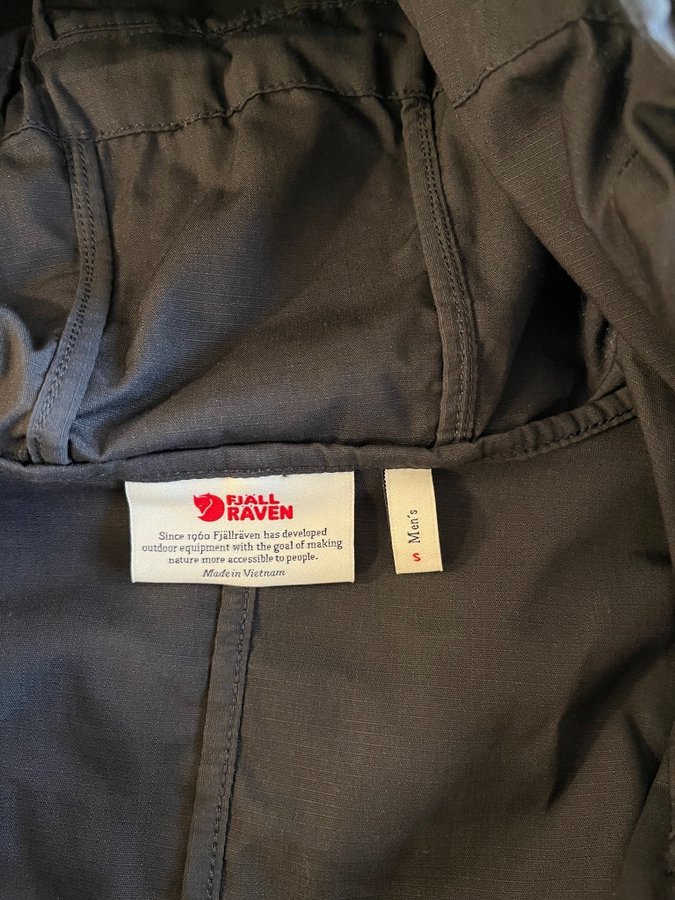 FJÄLL
RÄVEN
Since 1960 Fjällräven has developed
outdoor equipment with the goal of making
nature more accessible to people.
Made in Vietnam
Men's
S